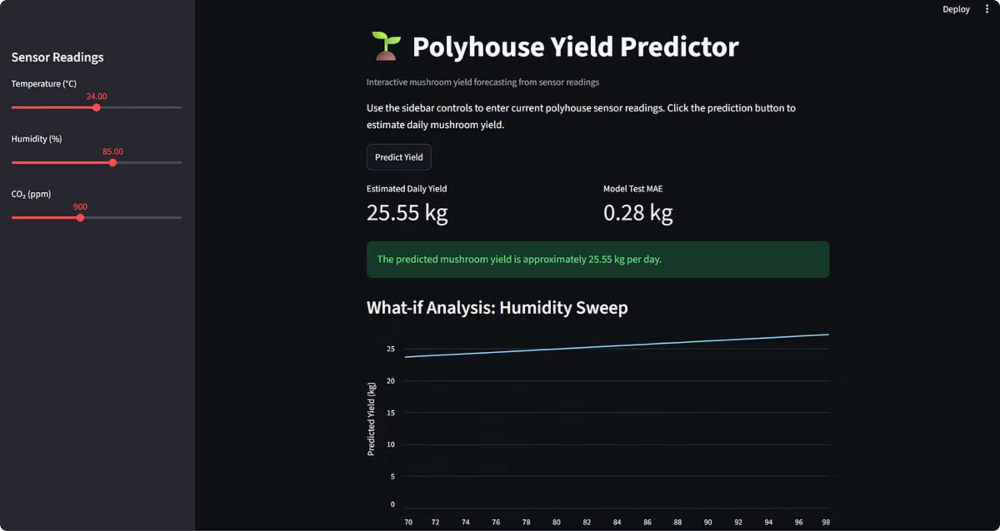 Deploy
Sensor Readings
Temperature (°C)
24.00
Humidity (%)
85.00
CO₂ (ppm)
900
Polyhouse Yield Predictor
Interactive mushroom yield forecasting from sensor readings
Use the sidebar controls to enter current polyhouse sensor readings. Click the prediction button to
estimate daily mushroom yield.
Predict Yield
Estimated Daily Yield
25.55 kg
Model Test MAE
0.28 kg
The predicted mushroom yield is approximately 25.55 kg per day.
What-if Analysis: Humidity Sweep
Predicted Yield (kg)
25
20
15
10
5
0
70 72 74 76 78 80 82 84 86 88 90 92 94 96 98